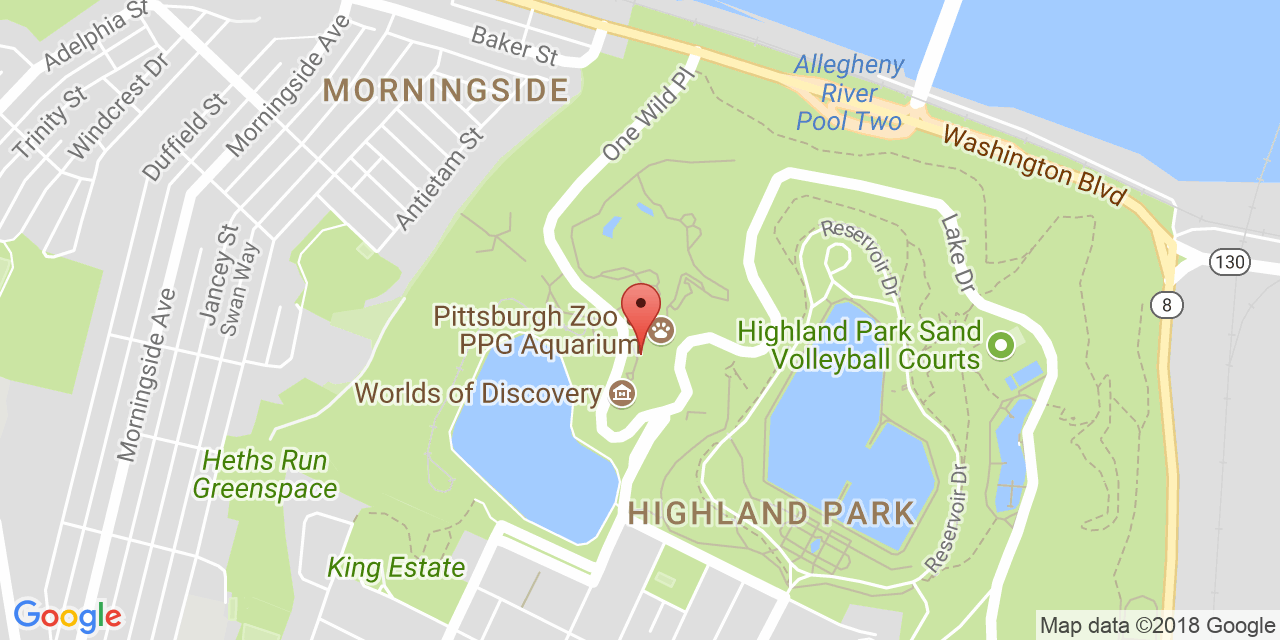 Adelphia St
Baker St
Trinity St
Windcrest Dr
Morningside Ave
MORNINGSIDE
Duffield St
One Wild Pl
Allegheny
River
Pool Two
Washington Blvd
Antietam St
Jancey St
Swan Way
Reservoir Dr
Lake Dr
130
8
Morningside Ave
Pittsburgh Zoo &
PPG Aquarium
Highland Park Sand
Volleyball Courts
Worlds of Discovery
Heths Run
Greenspace
HIGHLAND PARK
Reservoir Dr
King Estate
Google
Map data ©2018 Google